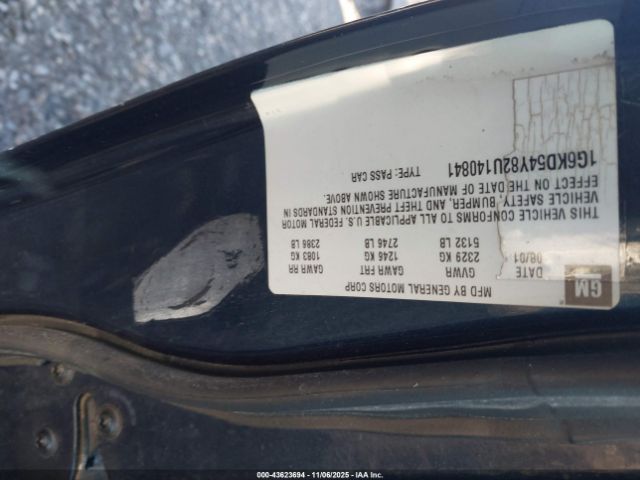 GM
MFD BY GENERAL MOTORS CORP
DATE GVWR GAWR FRT GAWR RR
08/01 2329 KG 1246 KG 1083 KG
5132 LB 2746 LB 2386 LB
THIS VEHICLE CONFORMS TO ALL APPLICABLE U.S. FEDERAL MOTOR
VEHICLE SAFETY, BUMPER, AND THEFT PREVENTION STANDARDS IN
EFFECT ON THE DATE OF MANUFACTURE SHOWN ABOVE.
1G6KD54Y82U140841 TYPE: PASS CAR
000-43623694 - 11/06/2025 - IAAI, Inc.